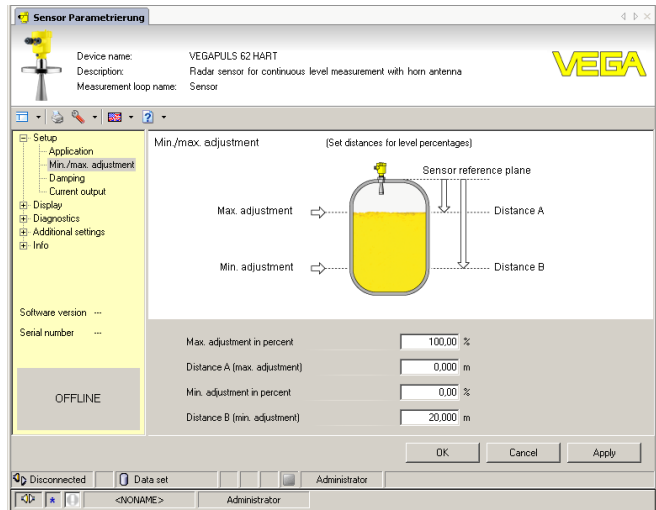 Sensor Parametrierung
Device name: VEGAPULS 62 HART
Description: Radar sensor for continuous level measurement with horn antenna
Measurement loop name: Sensor
VEGA
Setup
Application
Min./max. adjustment
Damping
Current output
Display
Diagnostics
Additional settings
Info
Software version ---
Serial number ---
OFFLINE
Min./max. adjustment (Set distances for level percentages)
Sensor reference plane
Max. adjustment
Distance A
Min. adjustment
Distance B
Max. adjustment in percent 100,00 %
Distance A (max. adjustment) 0,000 m
Min. adjustment in percent 0,00 %
Distance B (min. adjustment) 20,000 m
OK Cancel Apply
Disconnected Data set Administrator
<NONAME> Administrator